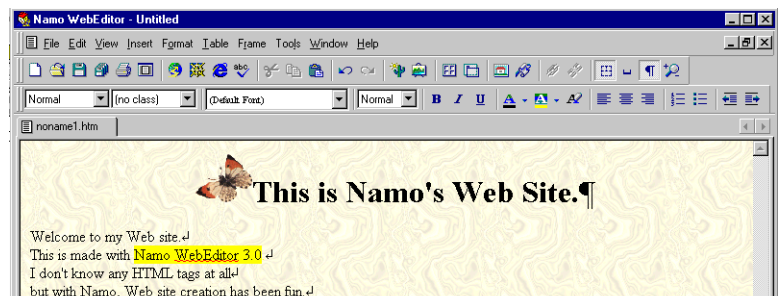 Namo WebEditor - Untitled
File Edit View Insert Format Table Frame Tools Window Help
Normal (no class) (Default Font) Normal B I U A A A
noname1.htm
This is Namo's Web Site.¶
Welcome to my Web site.↵
This is made with Namo WebEditor 3.0 ↵
I don't know any HTML tags at all↵
but with Namo, Web site creation has been fun.↵